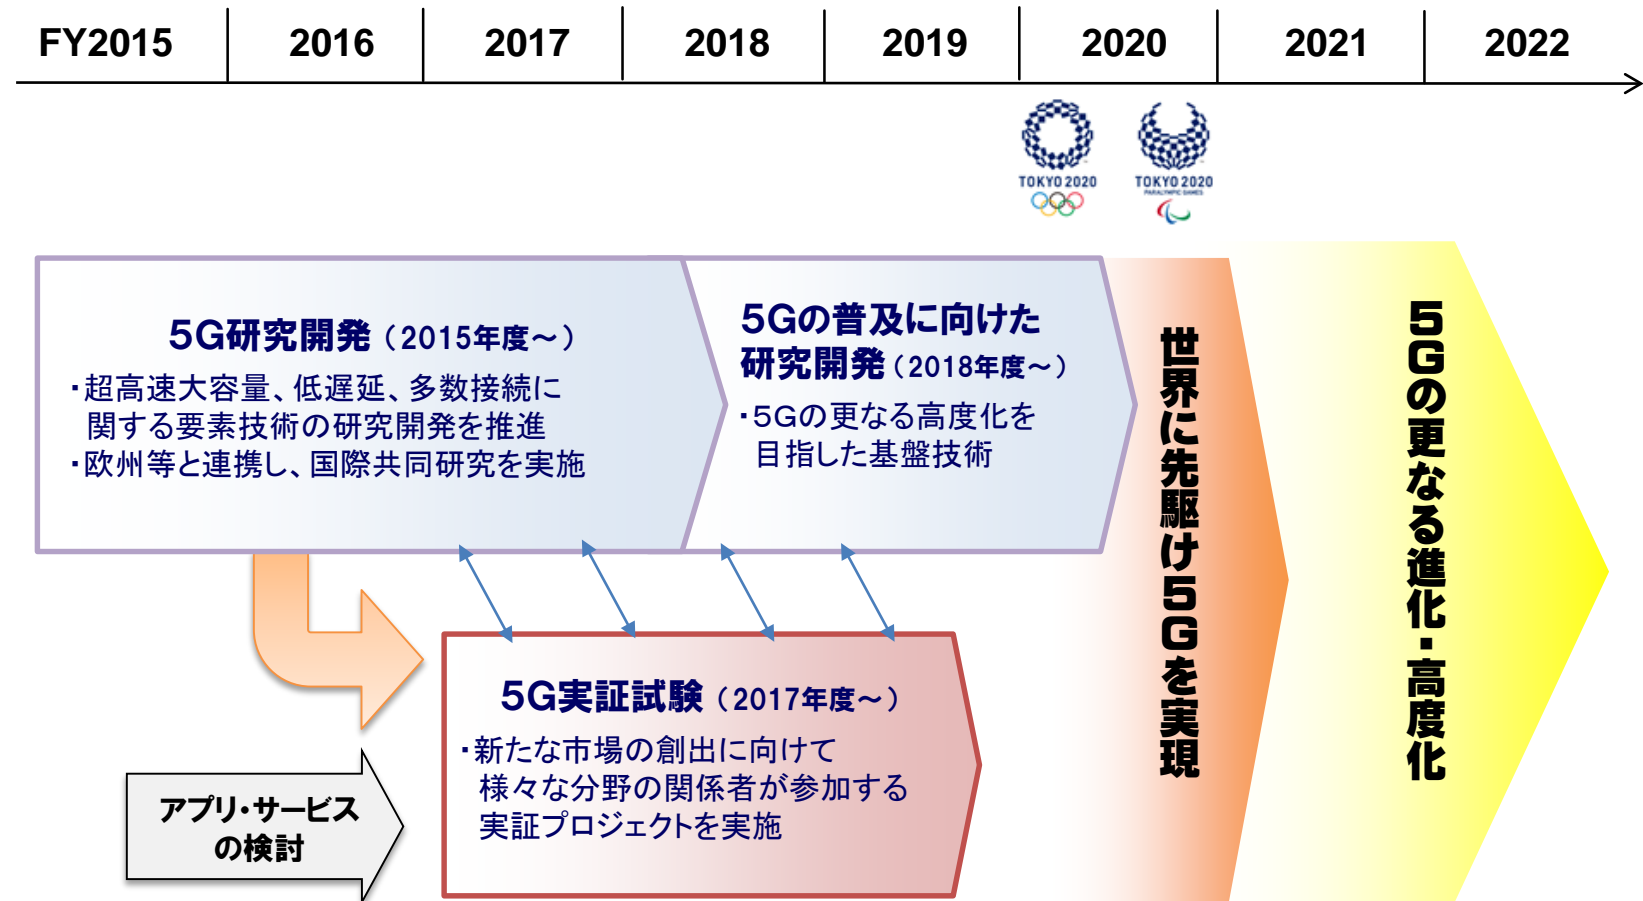 FY2015 2016 2017 2018 2019 2020 2021 2022
TOKYO 2020
TOKYO 2020
PARALYMPIC GAMES
5G研究開発（2015年度～）
・超高速大容量、低遅延、多数接続に
関する要素技術の研究開発を推進
・欧州等と連携し、国際共同研究を実施
5Gの普及に向けた
研究開発（2018年度～）
・5Gの更なる高度化を
目指した基盤技術
世界に先駆け5Gを実現
5Gの更なる進化・高度化
5G実証試験（2017年度～）
・新たな市場の創出に向けて
様々な分野の関係者が参加する
実証プロジェクトを実施
アプリ・サービス
の検討